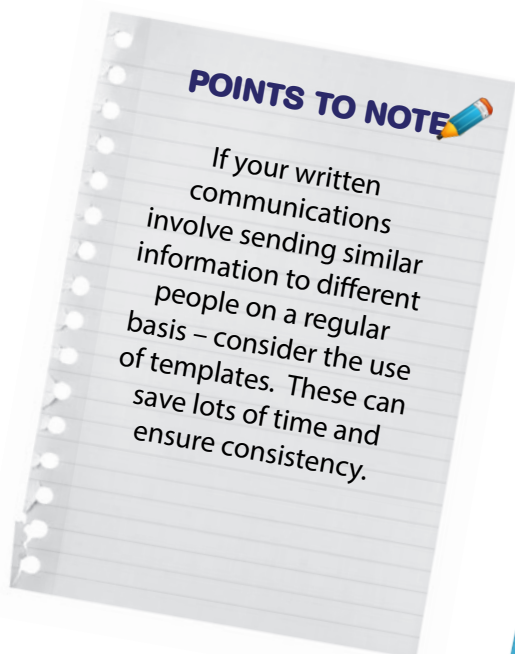 POINTS TO NOTE
If your written
communications
involve sending similar
information to different
people on a regular
basis – consider the use
of templates.  These can
save lots of time and
ensure consistency.